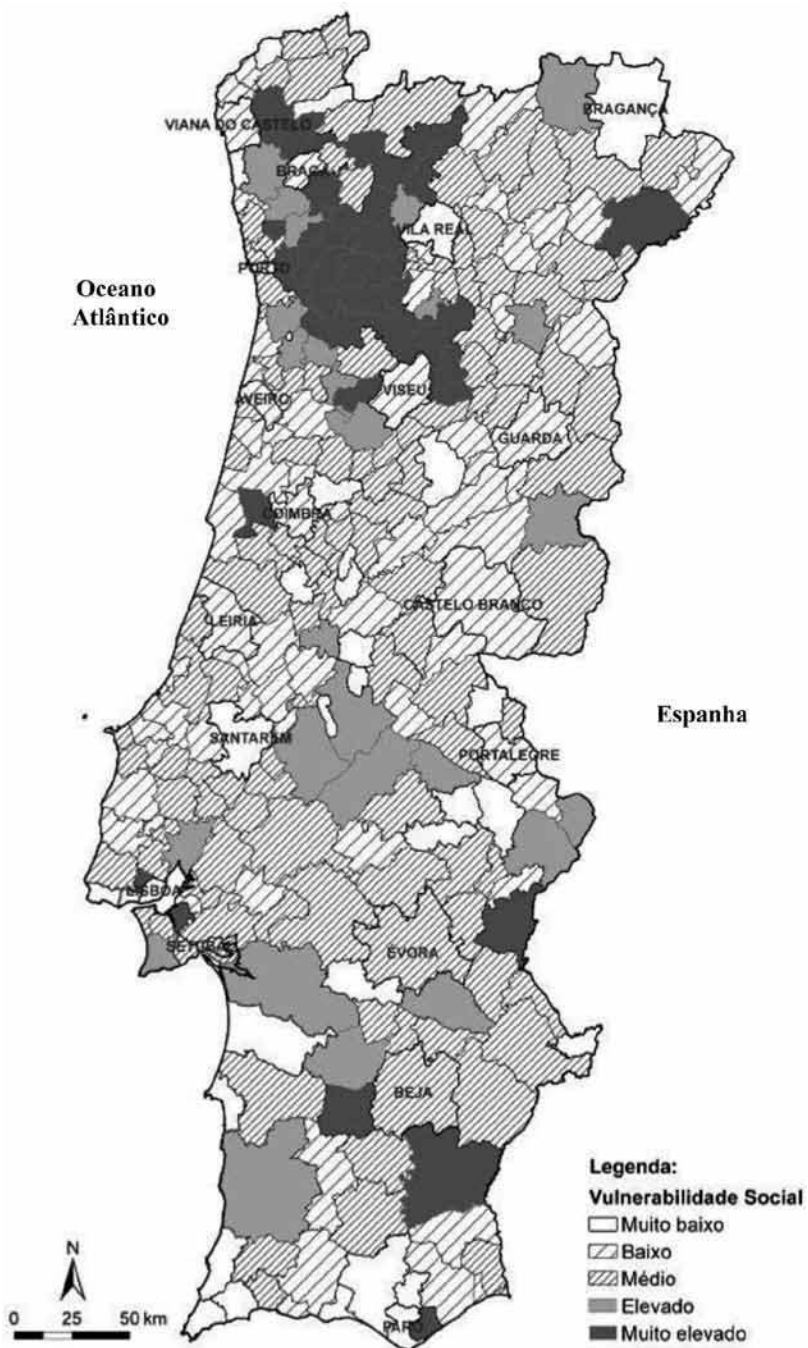 VIANA DO CASTELO
BRAGANÇA
BRAGA
VILA REAL
PORTO
Oceano
Atlântico
VISEU
AVEIRO
GUARDA
COIMBRA
CASTELO BRANCO
LEIRIA
Espanha
SANTARÉM
PORTALEGRE
LISBOA
SETÚBAL
ÉVORA
BEJA
Legenda:
Vulnerabilidade Social
Muito baixo
Baixo
Médio
Elevado
Muito elevado
N
0 25 50 km
FARO